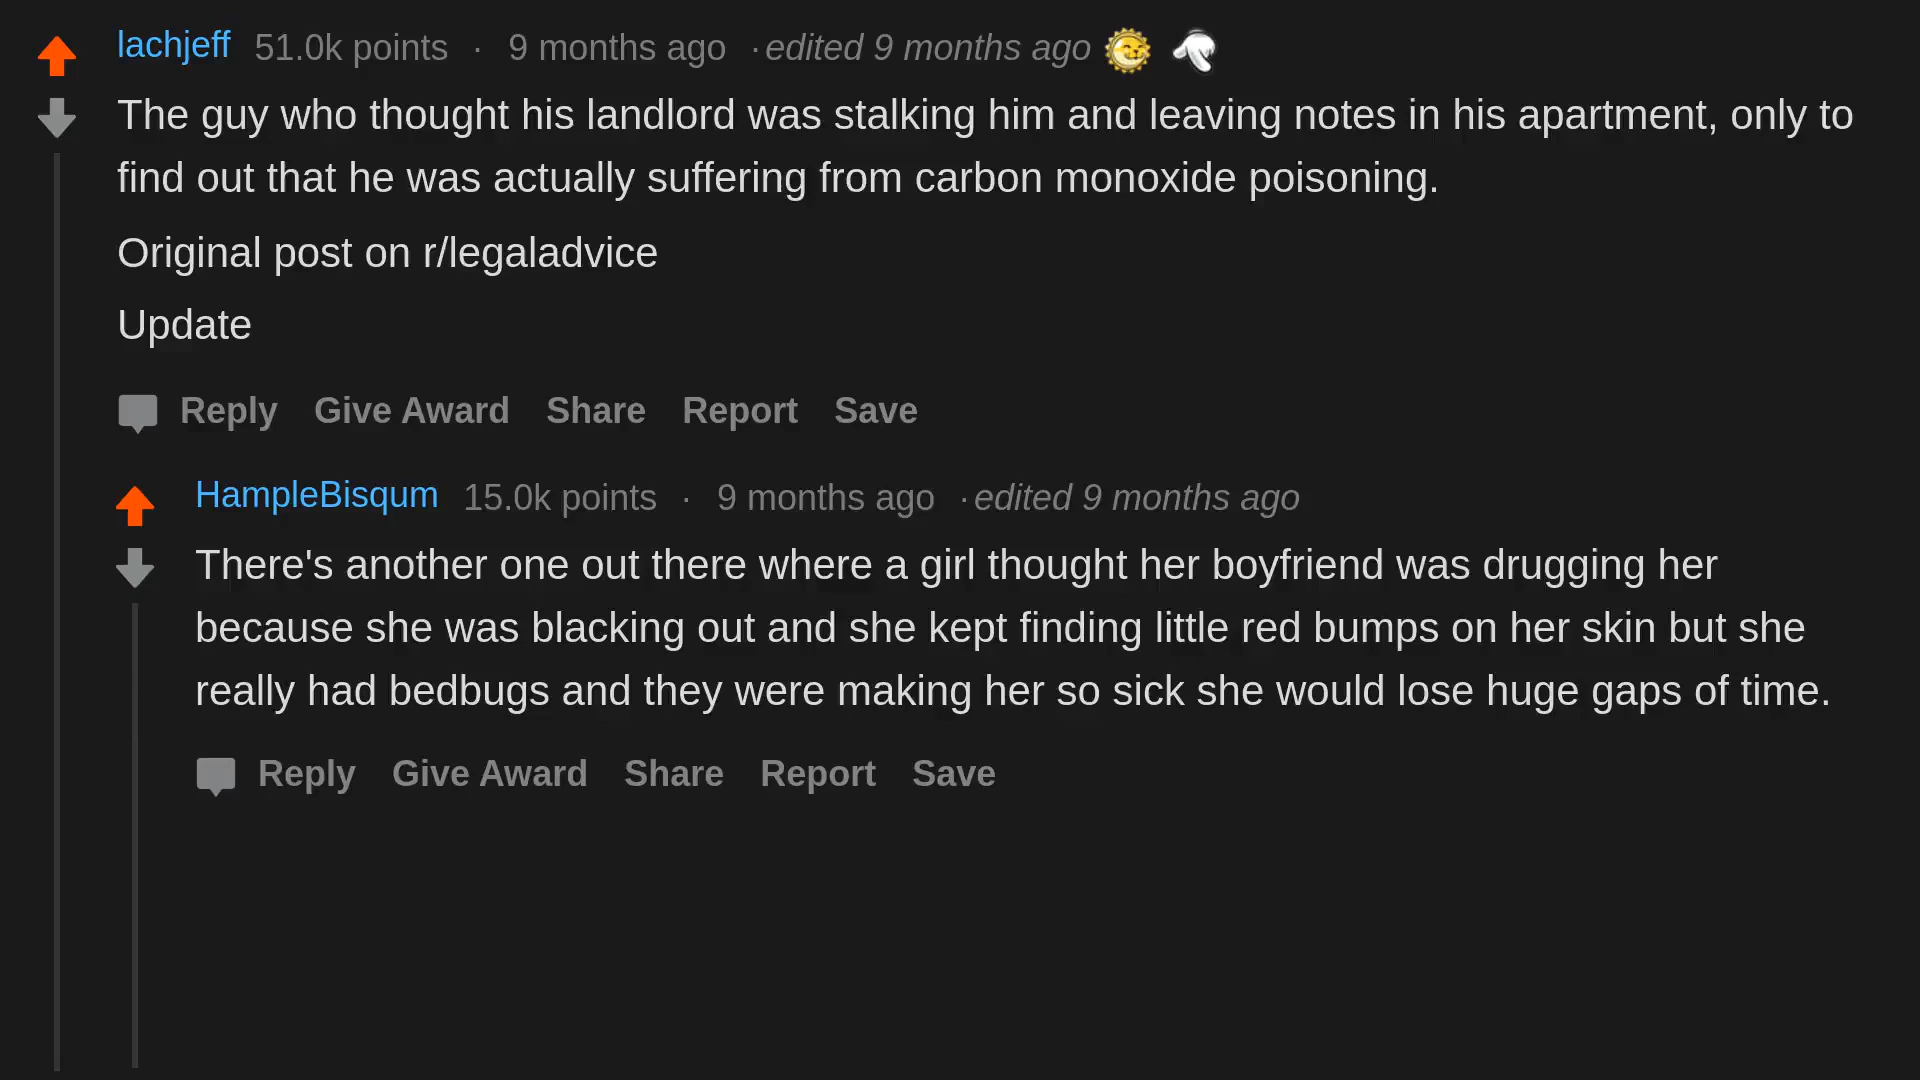 lachjeff 51.0k points · 9 months ago · edited 9 months ago
The guy who thought his landlord was stalking him and leaving notes in his apartment, only to
find out that he was actually suffering from carbon monoxide poisoning.
Original post on r/legaladvice
Update
Reply Give Award Share Report Save
HampleBisqum 15.0k points · 9 months ago · edited 9 months ago
There's another one out there where a girl thought her boyfriend was drugging her
because she was blacking out and she kept finding little red bumps on her skin but she
really had bedbugs and they were making her so sick she would lose huge gaps of time.
Reply Give Award Share Report Save